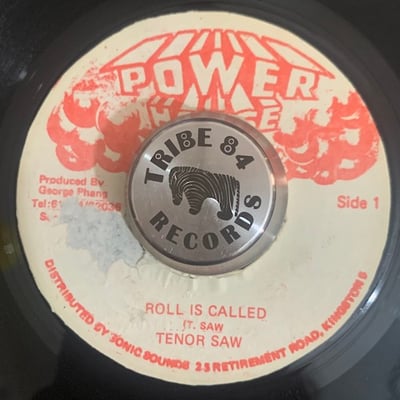 POWER
HOUSE
TRIBE 84
RECORDS
Produced By
George Phang
Side 1
ROLL IS CALLED
(T. SAW
TENOR SAW
DISTRIBUTED BY SONIC SOUNDS 25 RETIREMENT ROAD, KINGSTON 5